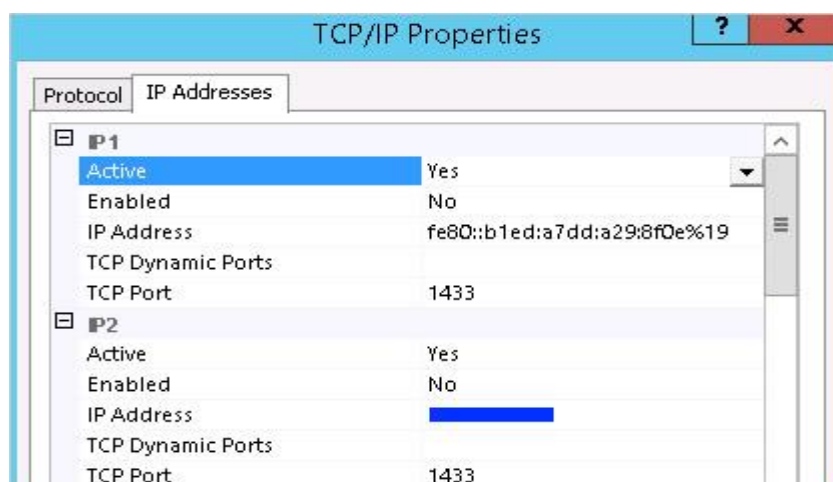 TCP/IP Properties ? x
Protocol IP Addresses
IP1
Active Yes
Enabled No
IP Address fe80::b1ed:a7dd:a29:8f0e%19
TCP Dynamic Ports
TCP Port 1433
IP2
Active Yes
Enabled No
IP Address
TCP Dynamic Ports
TCP Port 1433